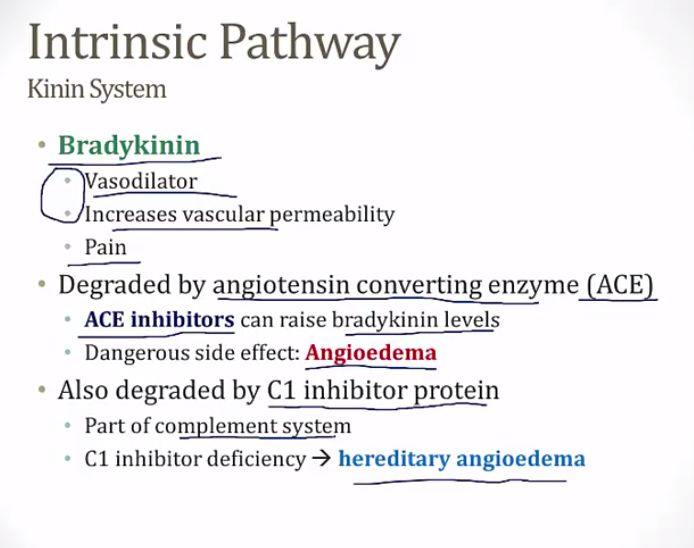 Intrinsic Pathway
Kinin System
• Bradykinin
• Vasodilator
• Increases vascular permeability
• Pain
• Degraded by angiotensin converting enzyme (ACE)
• ACE inhibitors can raise bradykinin levels
• Dangerous side effect: Angioedema
• Also degraded by C1 inhibitor protein
• Part of complement system
• C1 inhibitor deficiency → hereditary angioedema